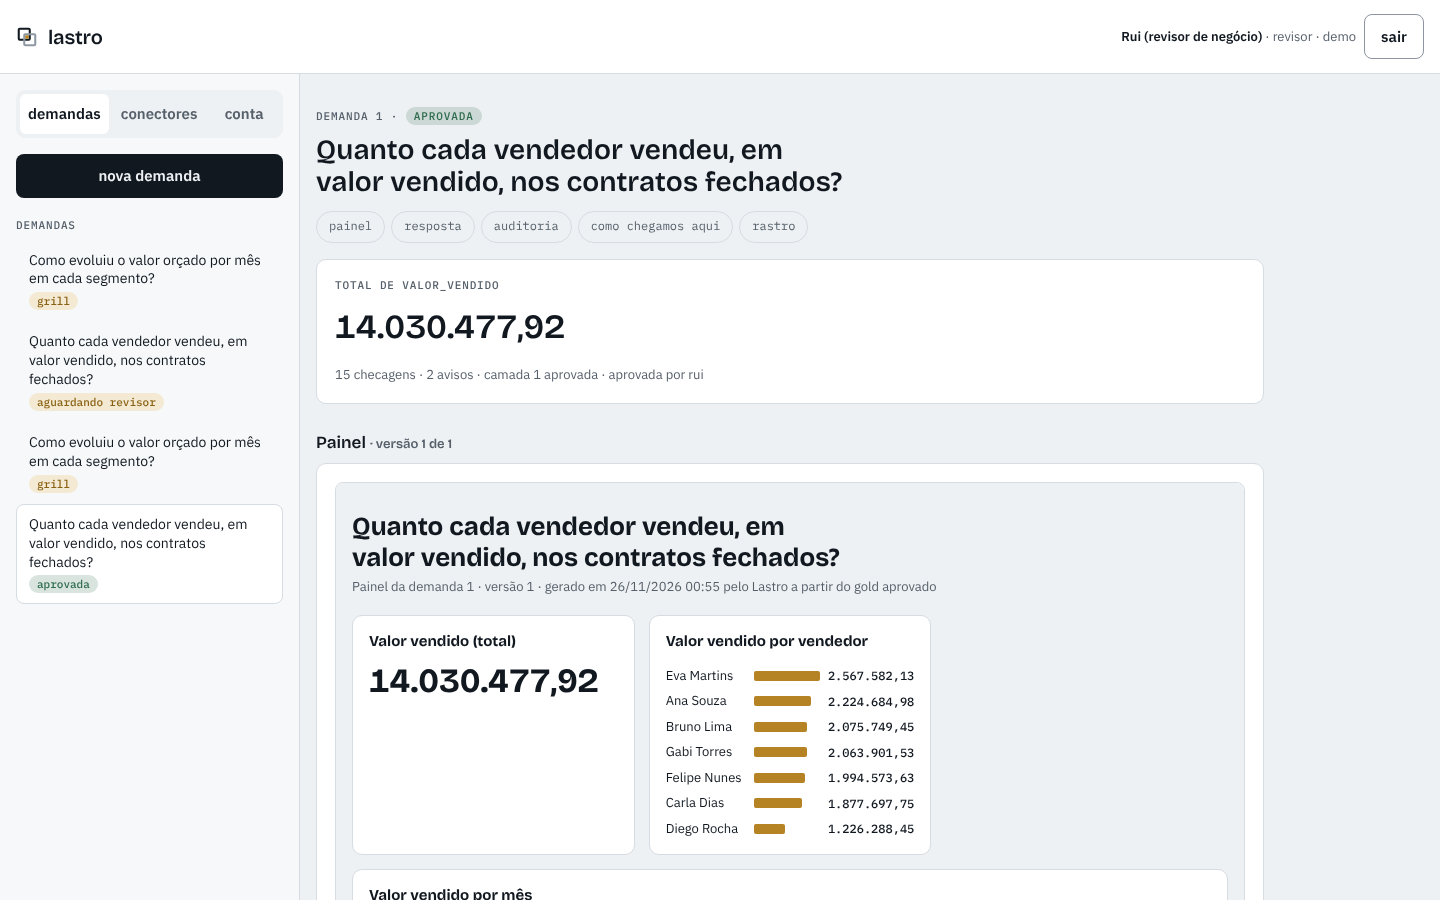 lastro
Rui (revisor de negócio) · revisor · demo
sair
demandas
conectores
conta
nova demanda
DEMANDAS
Como evoluiu o valor orçado por mês
em cada segmento?
grill
Quanto cada vendedor vendeu, em
valor vendido, nos contratos
fechados?
aguardando revisor
Como evoluiu o valor orçado por mês
em cada segmento?
grill
Quanto cada vendedor vendeu, em
valor vendido, nos contratos
fechados?
aprovada
DEMANDA 1 · APROVADA
Quanto cada vendedor vendeu, em
valor vendido, nos contratos fechados?
painel
resposta
auditoria
como chegamos aqui
rastro
TOTAL DE VALOR_VENDIDO
14.030.477,92
15 checagens · 2 avisos · camada 1 aprovada · aprovada por rui
Painel · versão 1 de 1
Quanto cada vendedor vendeu, em
valor vendido, nos contratos fechados?
Painel da demanda 1 · versão 1 · gerado em 26/11/2026 00:55 pelo Lastro a partir do gold aprovado
Valor vendido (total)
14.030.477,92
Valor vendido por vendedor
Eva Martins 2.567.582,13
Ana Souza 2.224.684,98
Bruno Lima 2.075.749,45
Gabi Torres 2.063.901,53
Felipe Nunes 1.994.573,63
Carla Dias 1.877.697,75
Diego Rocha 1.226.288,45
Valor vendido por mês